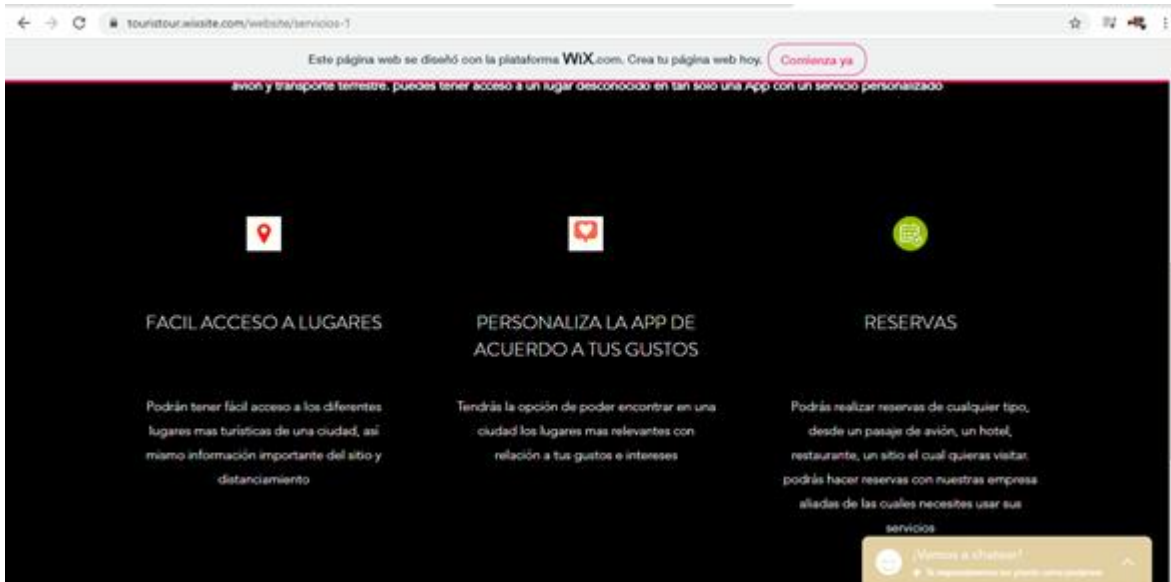 touristour.wixsite.com/website/servicios-1
Este página web se diseñó con la plataforma WiX.com. Crea tu página web hoy. Comienza ya
avión y transporte terrestre. puedes tener acceso a un lugar desconocido en tan solo una App con un servicio personalizado
FACIL ACCESO A LUGARES
Podrán tener fácil acceso a los diferentes
lugares mas turisticas de una ciudad, asi
mismo información importante del sitio y
distanciamiento
PERSONALIZA LA APP DE
ACUERDO A TUS GUSTOS
Tendrás la opción de poder encontrar en una
ciudad los lugares mas relevantes con
relación a tus gustos e intereses
RESERVAS
Podrás realizar reservas de cualquier tipo,
desde un pasaje de avión, un hotel,
restaurante, un sitio el cual quieras visitar.
podrás hacer reservas con nuestras empresa
aliadas de las cuales necesites usar sus
servicios
¡Vamos a chatear!